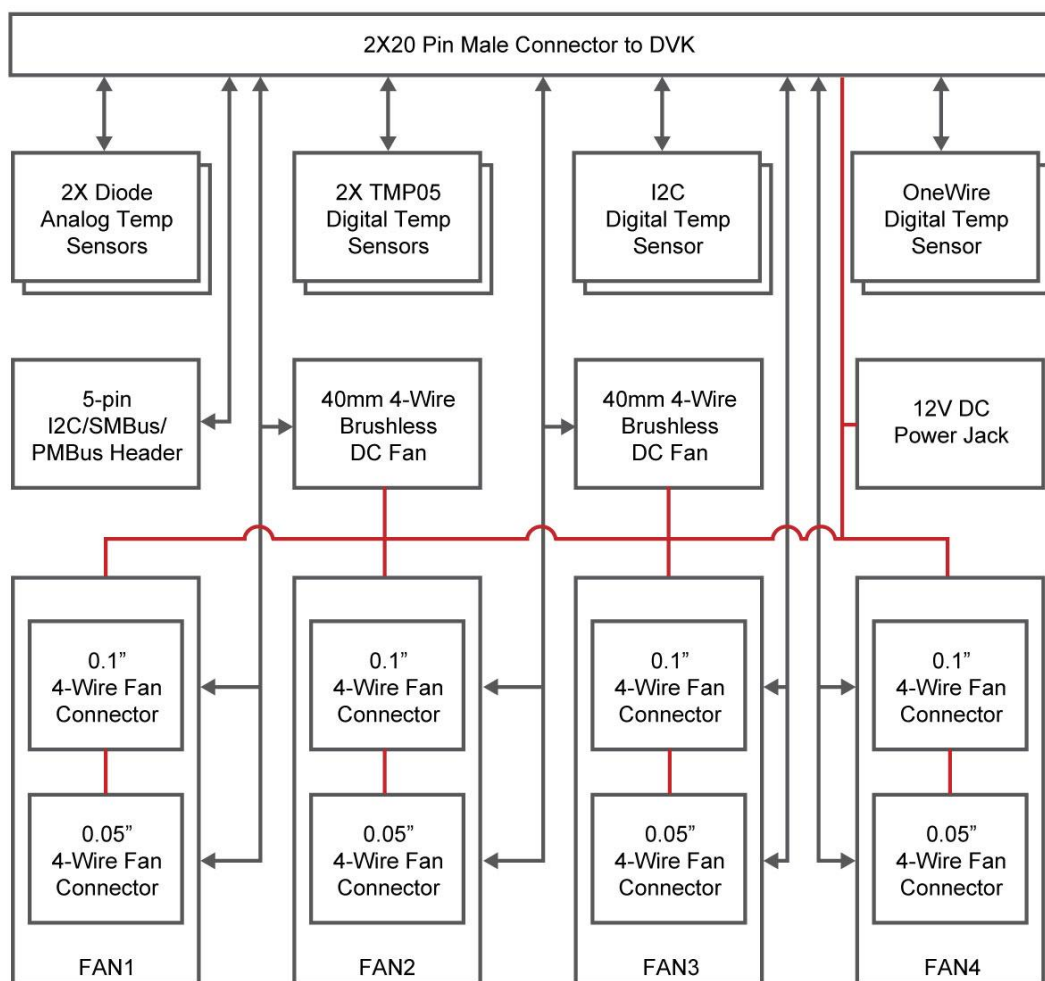 2X20 Pin Male Connector to DVK
2X Diode
Analog Temp
Sensors
2X TMP05
Digital Temp
Sensors
I2C
Digital Temp
Sensor
OneWire
Digital Temp
Sensor
5-pin
I2C/SMBus/
PMBus Header
40mm 4-Wire
Brushless
DC Fan
40mm 4-Wire
Brushless
DC Fan
12V DC
Power Jack
0.1”
4-Wire Fan
Connector
0.05”
4-Wire Fan
Connector
FAN1
0.1”
4-Wire Fan
Connector
0.05”
4-Wire Fan
Connector
FAN2
0.1”
4-Wire Fan
Connector
0.05”
4-Wire Fan
Connector
FAN3
0.1”
4-Wire Fan
Connector
0.05”
4-Wire Fan
Connector
FAN4